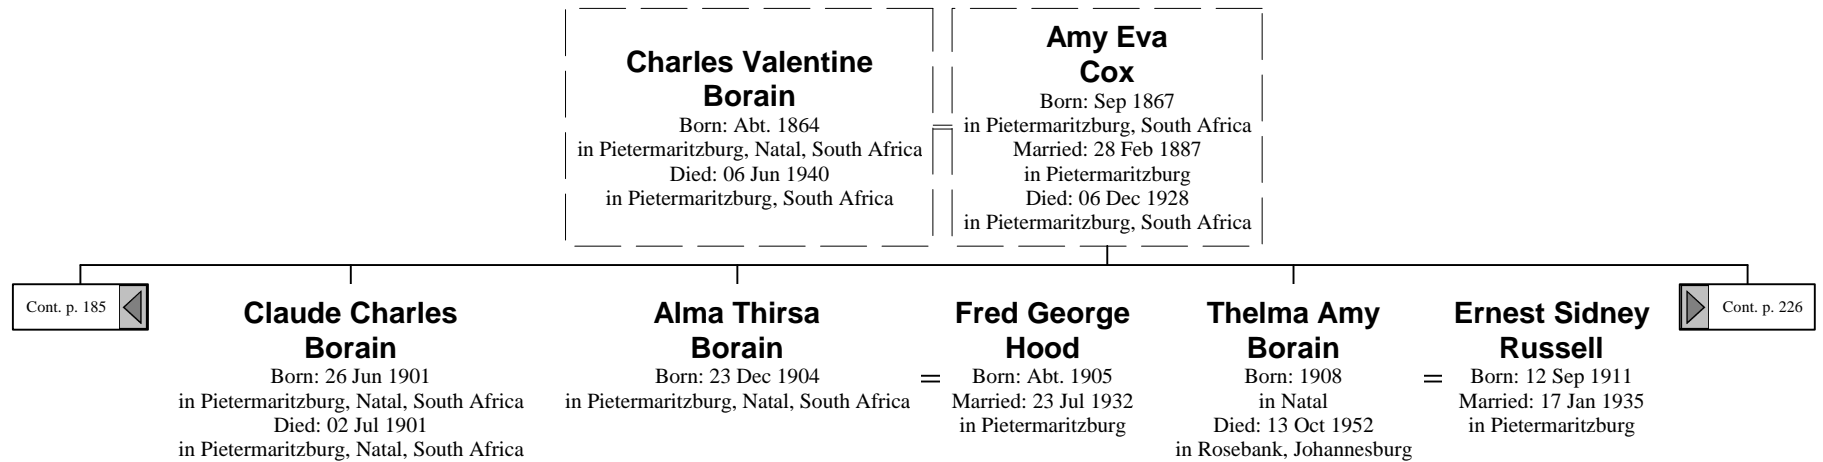 Charles Valentine
Borain
Born: Abt. 1864
in Pietermaritzburg, Natal, South Africa
Died: 06 Jun 1940
in Pietermaritzburg, South Africa
Amy Eva
Cox
Born: Sep 1867
in Pietermaritzburg, South Africa
Married: 28 Feb 1887
in Pietermaritzburg
Died: 06 Dec 1928
in Pietermaritzburg, South Africa
Cont. p. 185
Claude Charles
Borain
Born: 26 Jun 1901
in Pietermaritzburg, Natal, South Africa
Died: 02 Jul 1901
in Pietermaritzburg, Natal, South Africa
Alma Thirsa
Borain
Born: 23 Dec 1904
in Pietermaritzburg, Natal, South Africa
=
Fred George
Hood
Born: Abt. 1905
Married: 23 Jul 1932
in Pietermaritzburg
Thelma Amy
Borain
Born: 1908
in Natal
Died: 13 Oct 1952
in Rosebank, Johannesburg
=
Ernest Sidney
Russell
Born: 12 Sep 1911
Married: 17 Jan 1935
in Pietermaritzburg
Cont. p. 226